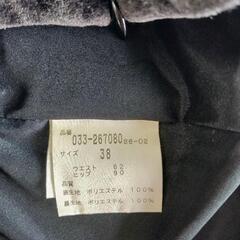 品番
033-267080 86-02
サイズ 38
ウエスト 62
ヒップ 90
品質
表生地 ポリエステル 100%
裏生地 ポリエステル 100%